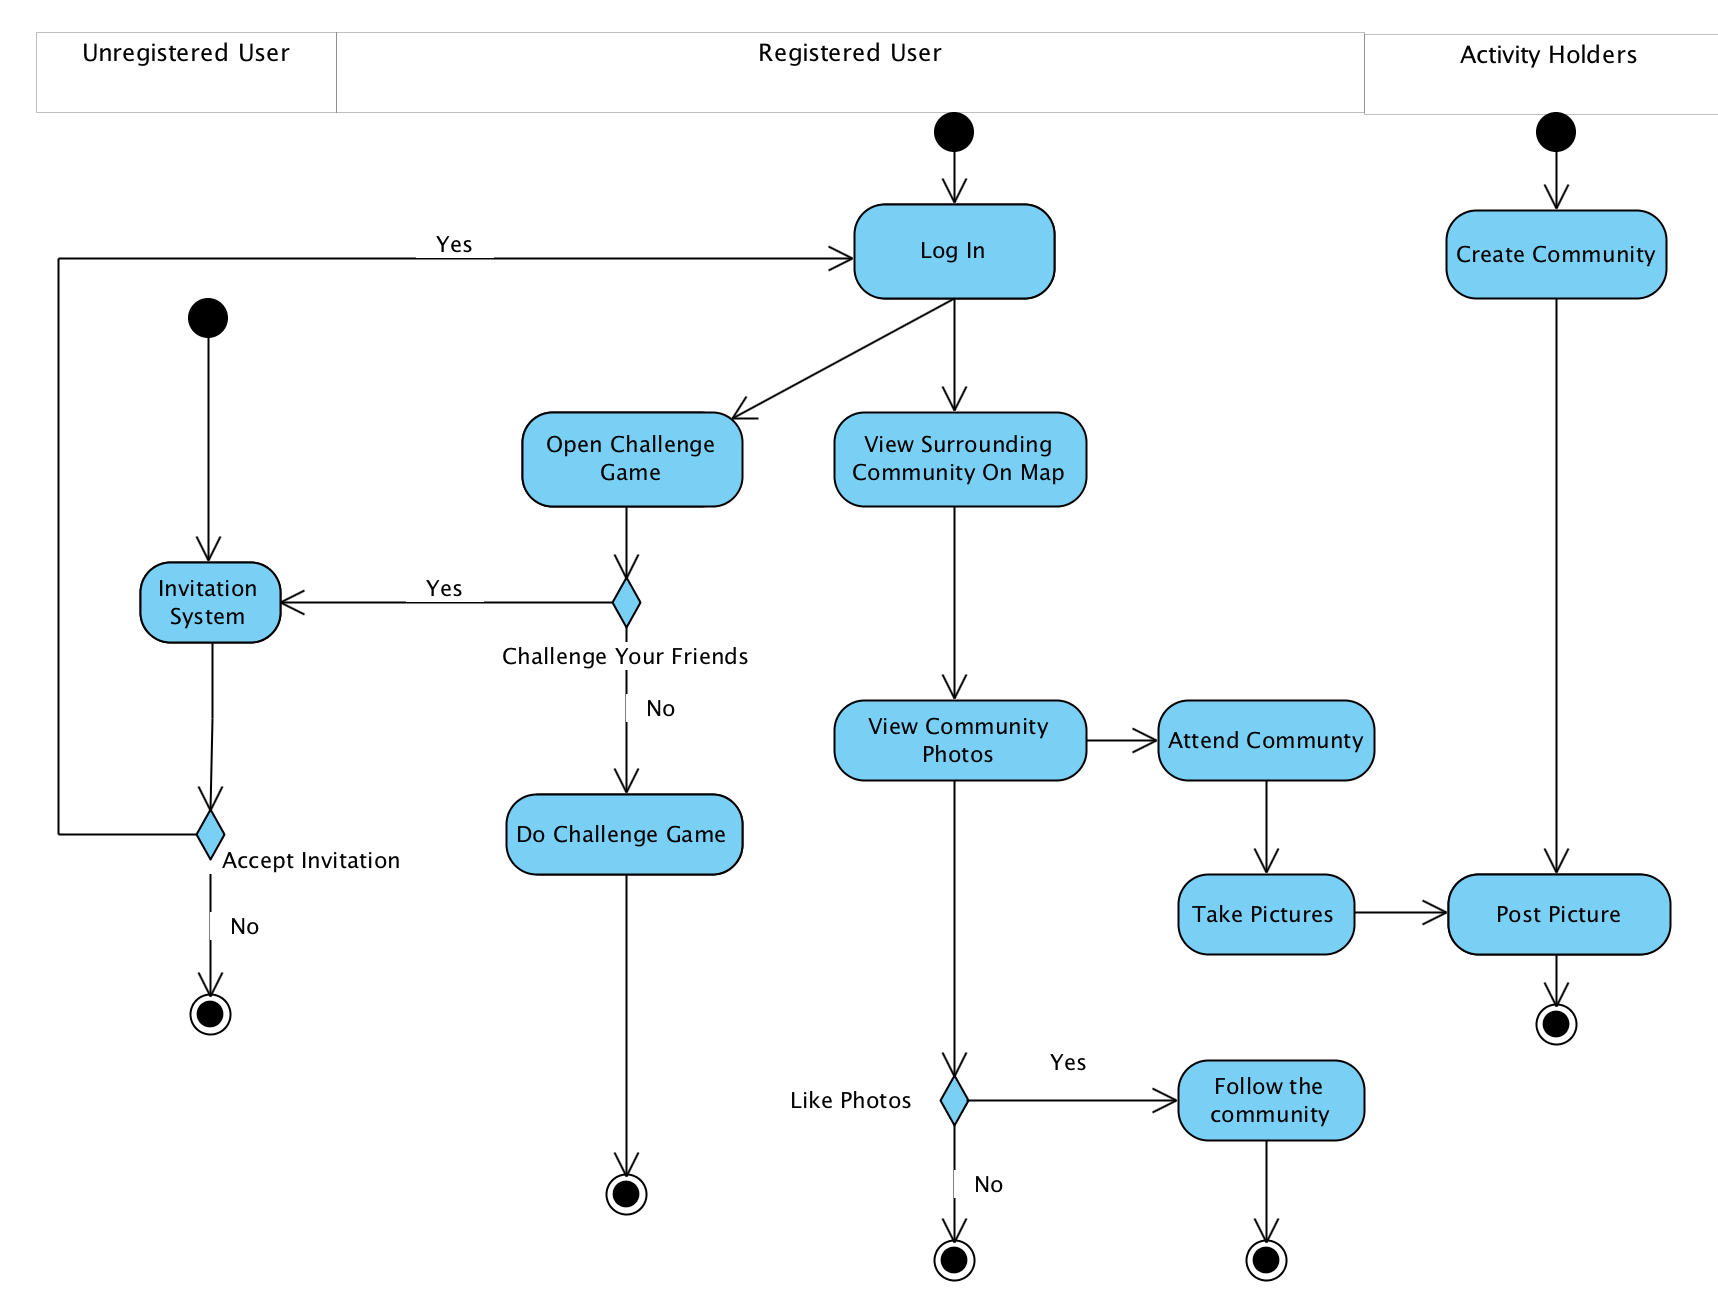 Unregistered User
Registered User
Activity Holders
Log In
Create Community
Yes
Open Challenge
Game
View Surrounding
Community On Map
Invitation
System
Yes
Challenge Your Friends
No
View Community
Photos
Attend Communty
Do Challenge Game
Accept Invitation
No
Take Pictures
Post Picture
Like Photos
Yes
Follow the
community
No